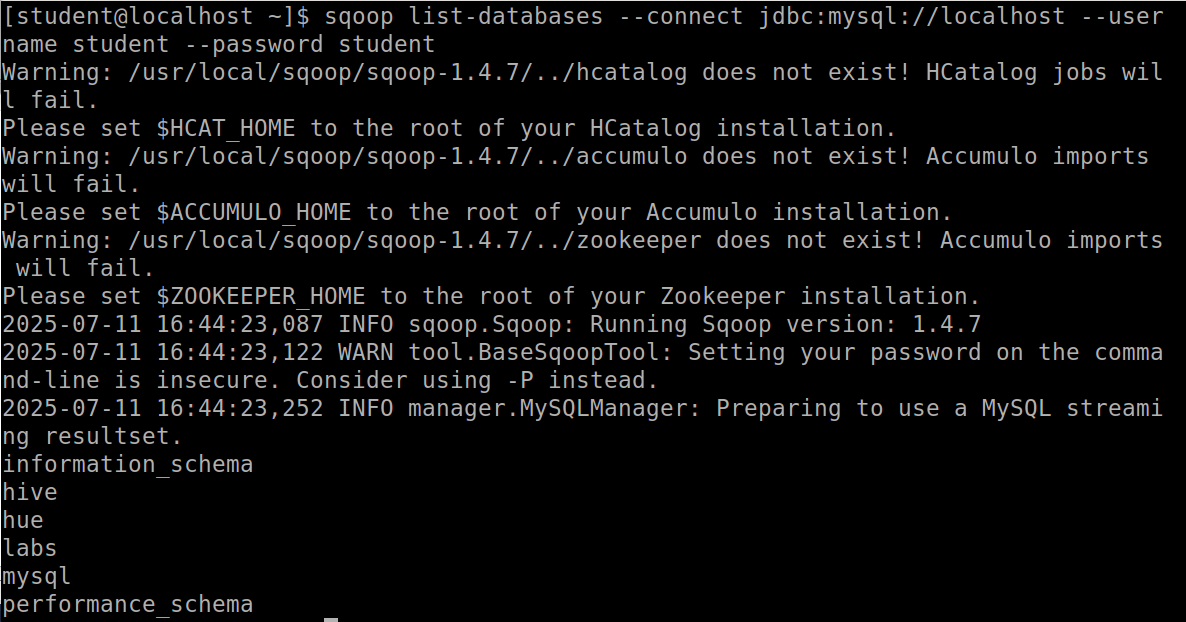 [student@localhost ~]$ sqoop list-databases --connect jdbc:mysql://localhost --user
name student --password student
Warning: /usr/local/sqoop/sqoop-1.4.7/../hcatalog does not exist! HCatalog jobs wil
l fail.
Please set $HCAT_HOME to the root of your HCatalog installation.
Warning: /usr/local/sqoop/sqoop-1.4.7/../accumulo does not exist! Accumulo imports
will fail.
Please set $ACCUMULO_HOME to the root of your Accumulo installation.
Warning: /usr/local/sqoop/sqoop-1.4.7/../zookeeper does not exist! Accumulo imports
 will fail.
Please set $ZOOKEEPER_HOME to the root of your Zookeeper installation.
2025-07-11 16:44:23,087 INFO sqoop.Sqoop: Running Sqoop version: 1.4.7
2025-07-11 16:44:23,122 WARN tool.BaseSqoopTool: Setting your password on the comma
nd-line is insecure. Consider using -P instead.
2025-07-11 16:44:23,252 INFO manager.MySQLManager: Preparing to use a MySQL streami
ng resultset.
information_schema
hive
hue
labs
mysql
performance_schema